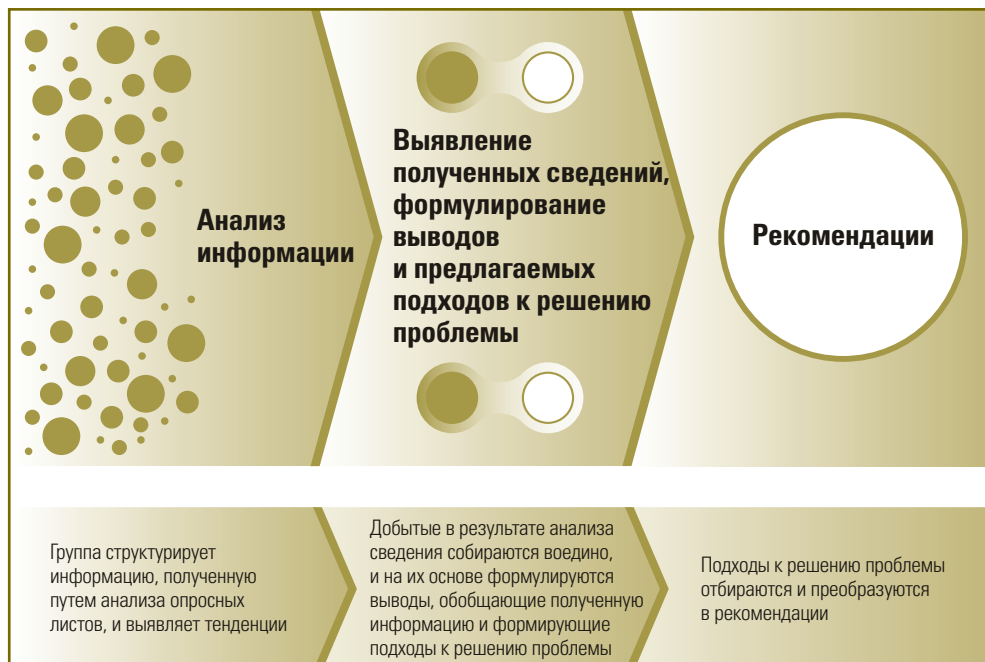 Анализ
информации
Выявление
полученных сведений,
формулирование
выводов
и предлагаемых
подходов к решению
проблемы
Рекомендации
Группа структурирует
информацию, полученную
путем анализа опросных
листов, и выявляет тенденции
Добытые в результате анализа
сведения собираются воедино,
и на их основе формулируются
выводы, обобщающие полученную
информацию и формирующие
подходы к решению проблемы
Подходы к решению проблемы
отбираются и преобразуются
в рекомендации